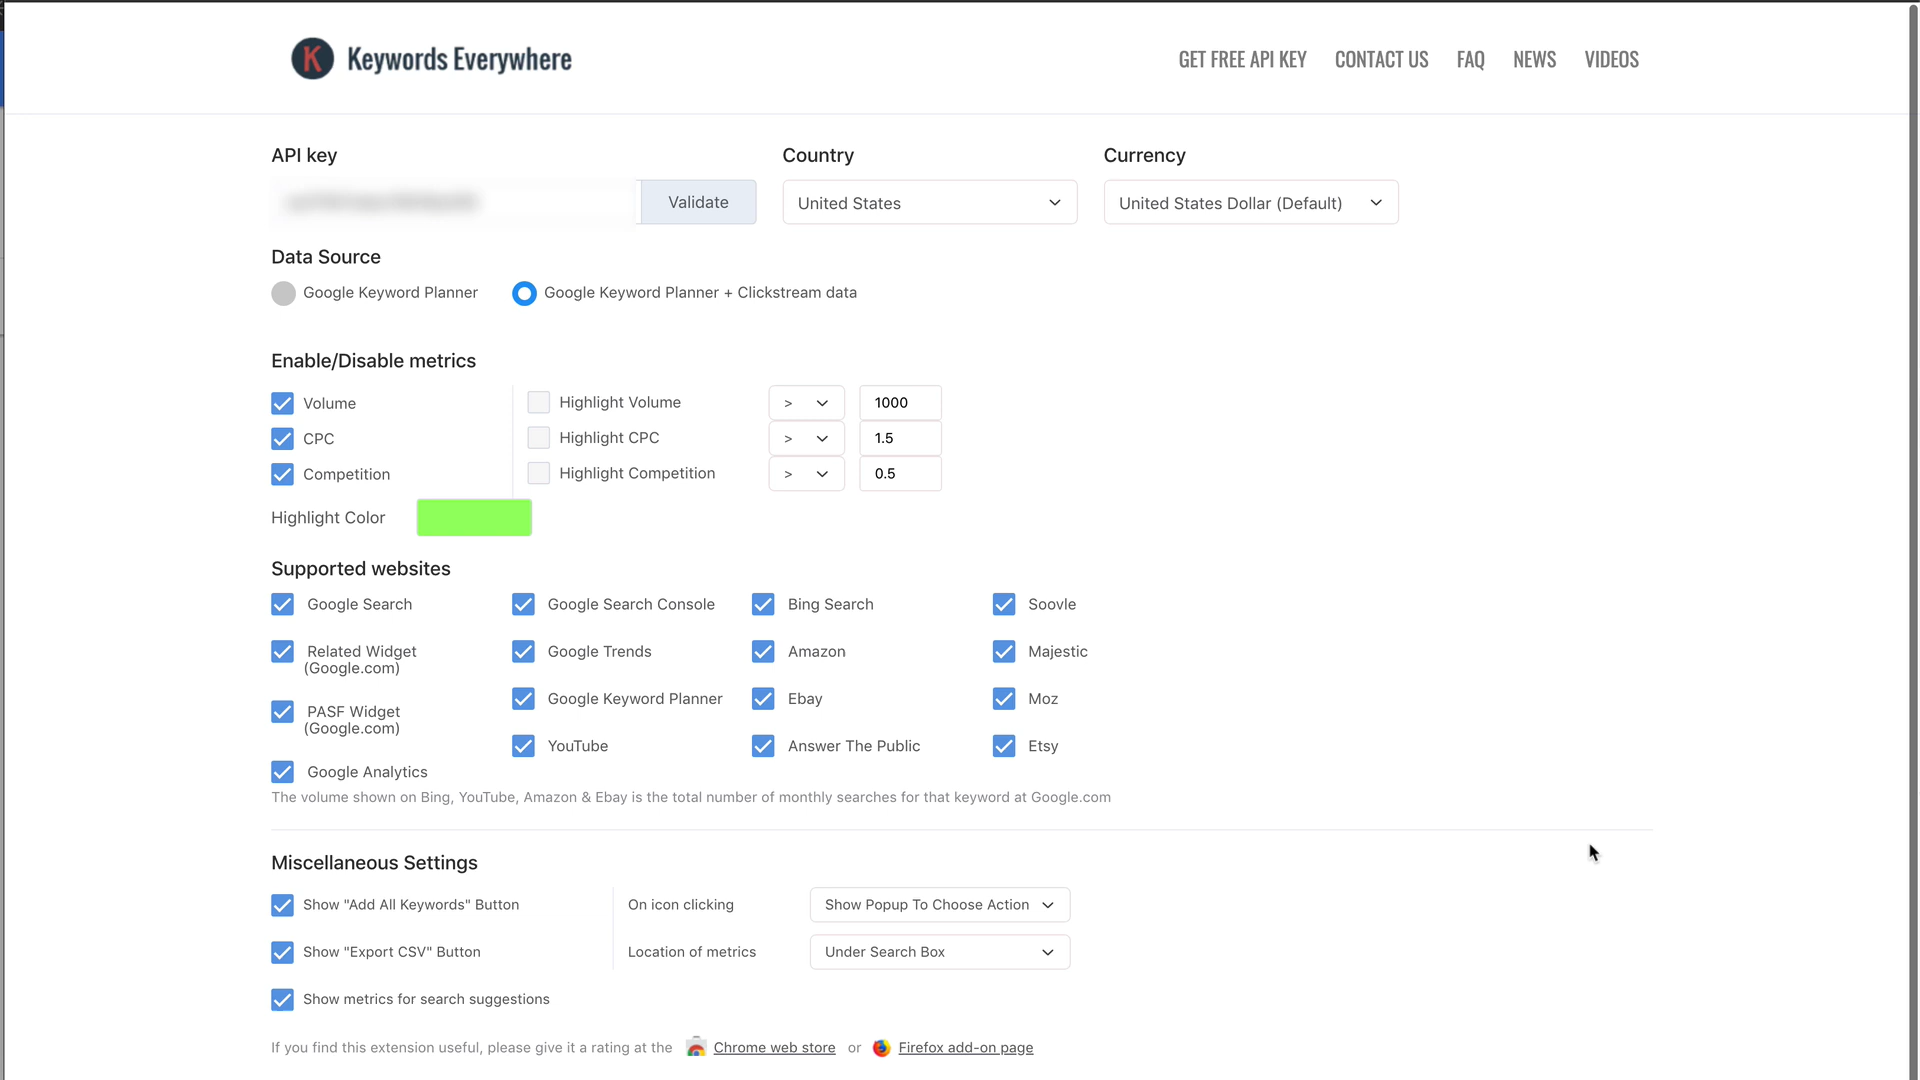 K Keywords Everywhere
GET FREE API KEY CONTACT US FAQ NEWS VIDEOS
API key Country Currency
Validate United States United States Dollar (Default)
Data Source
Google Keyword Planner Google Keyword Planner + Clickstream data
Enable/Disable metrics
Volume Highlight Volume > 1000
CPC Highlight CPC > 1.5
Competition Highlight Competition > 0.5
Highlight Color
Supported websites
Google Search Google Search Console Bing Search Soovle
Related Widget Google Trends Amazon Majestic
(Google.com)
Google Keyword Planner Ebay Moz
PASF Widget
(Google.com)
YouTube Answer The Public Etsy
Google Analytics
The volume shown on Bing, YouTube, Amazon & Ebay is the total number of monthly searches for that keyword at Google.com
Miscellaneous Settings
Show "Add All Keywords" Button On icon clicking Show Popup To Choose Action
Show "Export CSV" Button Location of metrics Under Search Box
Show metrics for search suggestions
If you find this extension useful, please give it a rating at the Chrome web store or Firefox add-on page